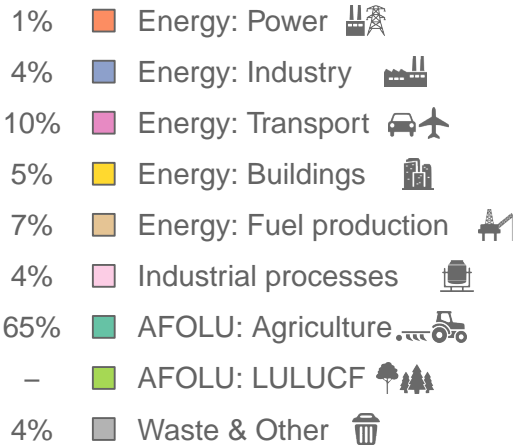 1% Energy: Power
4% Energy: Industry
10% Energy: Transport
5% Energy: Buildings
7% Energy: Fuel production
4% Industrial processes
65% AFOLU: Agriculture
– AFOLU: LULUCF
4% Waste & Other